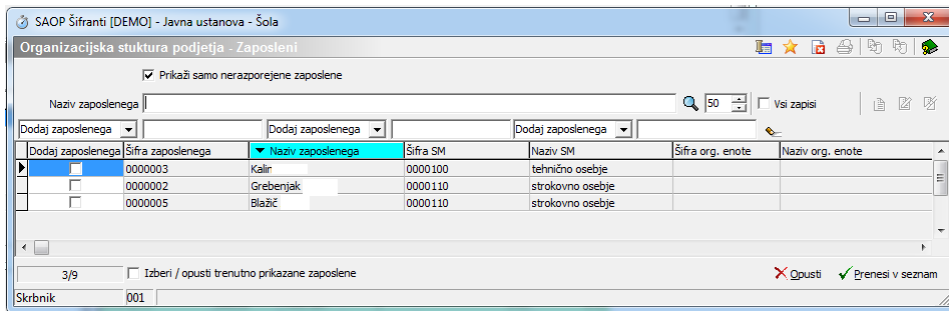 SAOP Šifranti [DEMO] - Javna ustanova - Šola
Organizacijska stuktura podjetja - Zaposleni
Prikaži samo nerazporejene zaposlene
Naziv zaposlenega 50 Vsi zapisi
Dodaj zaposlenega Dodaj zaposlenega Dodaj zaposlenega
Dodaj zaposlenega Šifra zaposlenega Naziv zaposlenega Šifra SM Naziv SM Šifra org. enote Naziv org. enote
0000003 Kalin 0000100 tehnično osebje
0000002 Grebenjak 0000110 strokovno osebje
0000005 Blažič 0000110 strokovno osebje
3/9 Izberi / opusti trenutno prikazane zaposlene Opusti Prenesi v seznam
Skrbnik 001